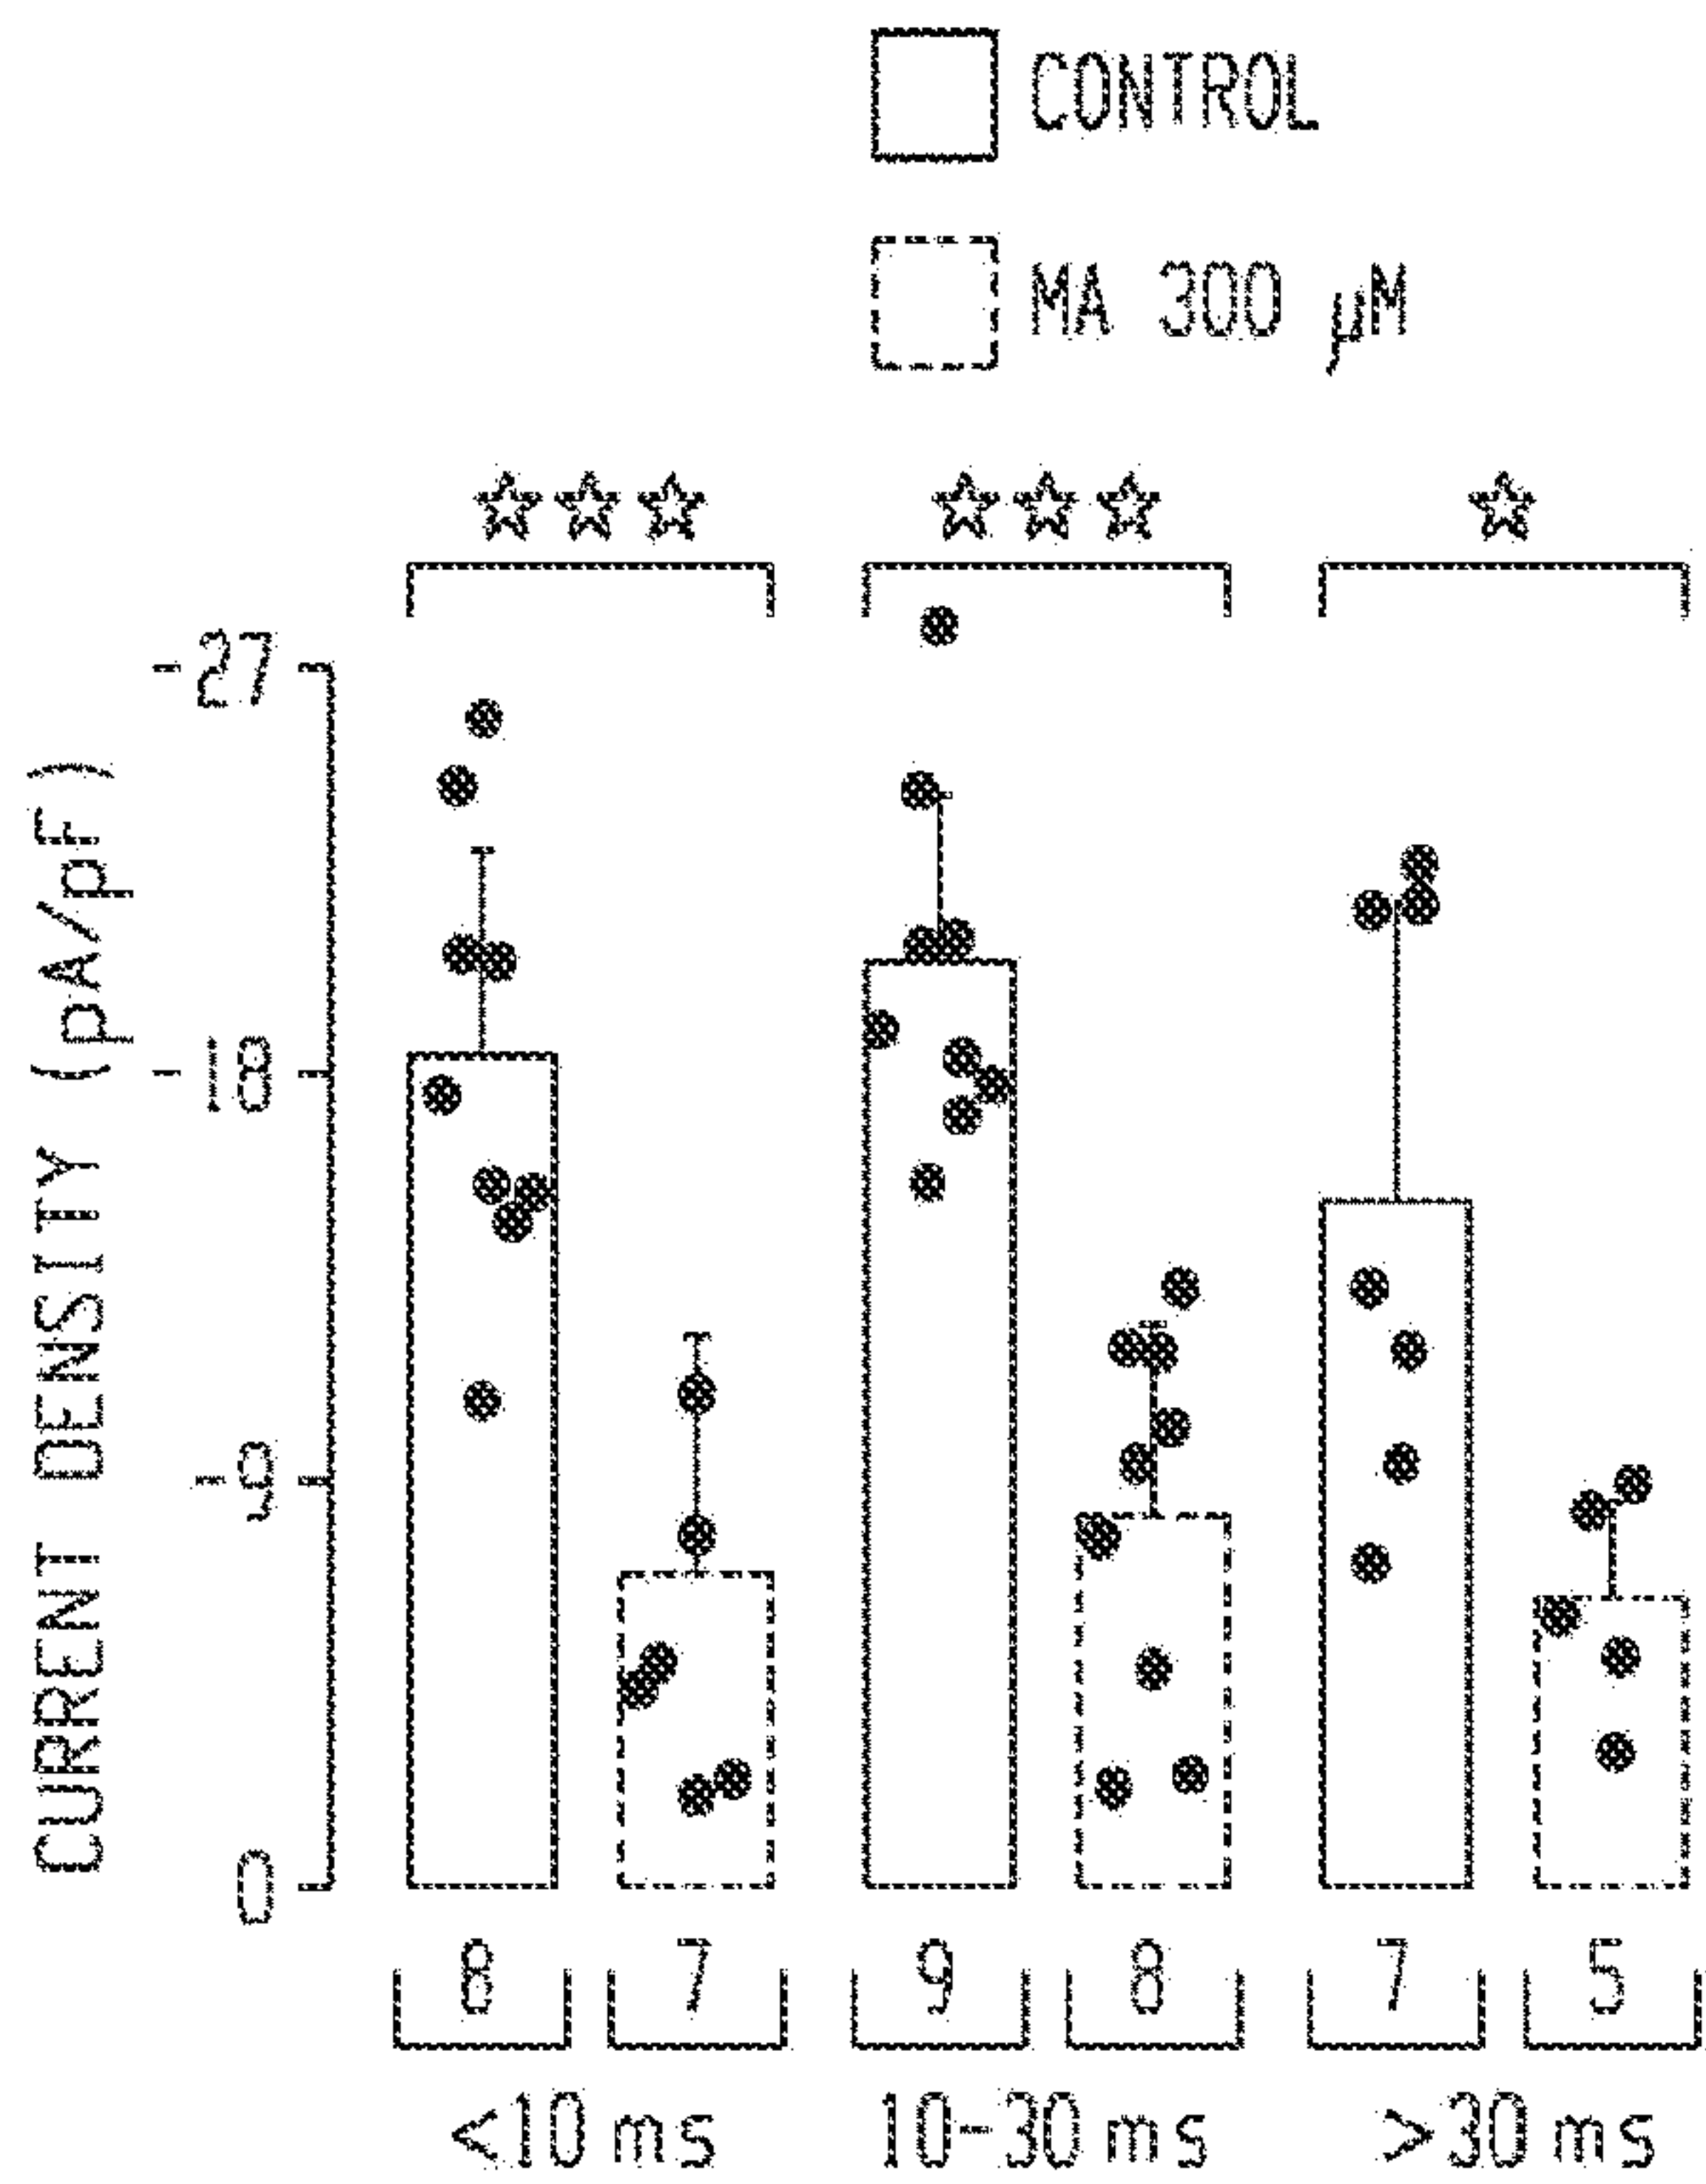 CONTROL
MA 300 μM
☆☆☆ ☆☆☆ ☆
CURRENT DENSITY (pA/pF)
-27
-18
-9
0
8 7 9 8 7 5
<10 ms 10-30 ms >30 ms